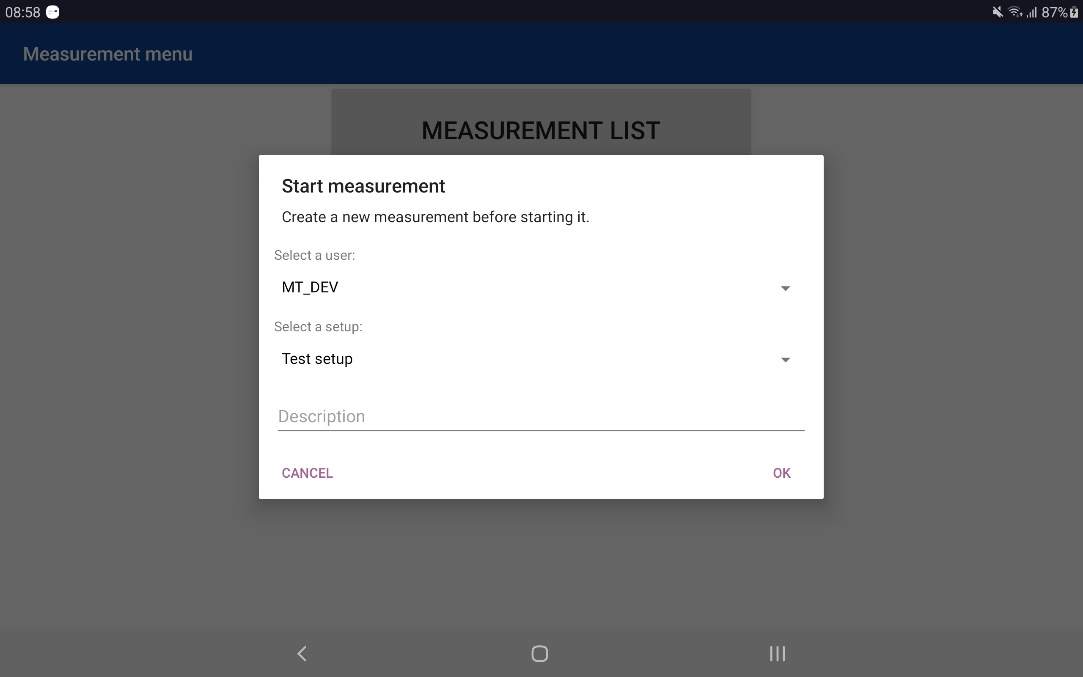 08:58
87%
Measurement menu
MEASUREMENT LIST
Start measurement
Create a new measurement before starting it.
Select a user:
MT_DEV
Select a setup:
Test setup
Description
CANCEL
OK